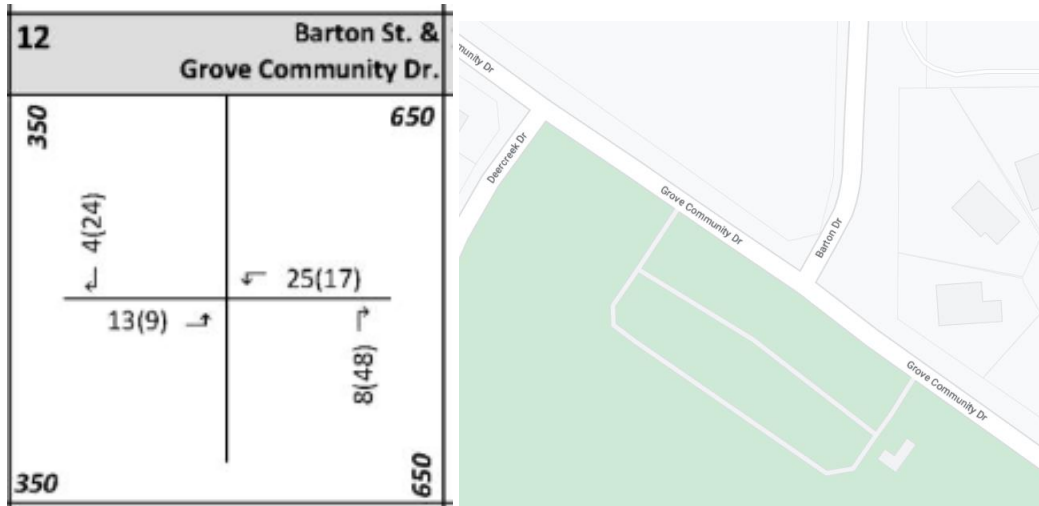 12
Barton St. &
Grove Community Dr.
350
650
4(24)
25(17)
13(9)
8(48)
350
650
munity Dr
Deercreek Dr
Grove Community Dr
Barton Dr
Grove Community Dr